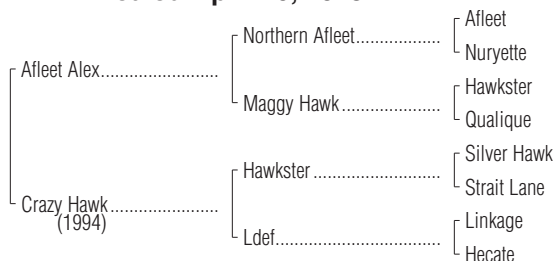 Afleet
Northern Afleet
Nuryette
Afleet Alex
Hawkster
Maggy Hawk
Qualique
Silver Hawk
Hawkster
Strait Lane
Crazy Hawk
(1994)
Linkage
Ldef
Hecate